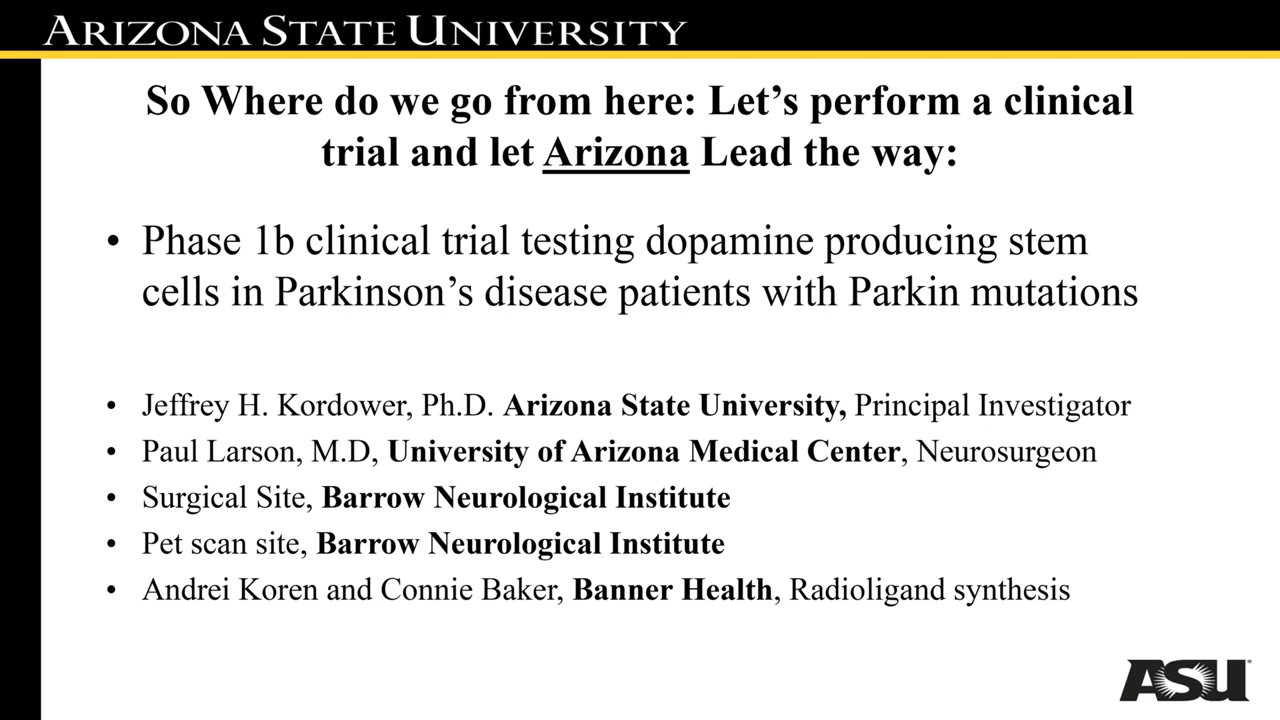 ARIZONA STATE UNIVERSITY
So Where do we go from here: Let’s perform a clinical
trial and let Arizona Lead the way:
• Phase 1b clinical trial testing dopamine producing stem
cells in Parkinson’s disease patients with Parkin mutations
• Jeffrey H. Kordower, Ph.D. Arizona State University, Principal Investigator
• Paul Larson, M.D, University of Arizona Medical Center, Neurosurgeon
• Surgical Site, Barrow Neurological Institute
• Pet scan site, Barrow Neurological Institute
• Andrei Koren and Connie Baker, Banner Health, Radioligand synthesis
ASU